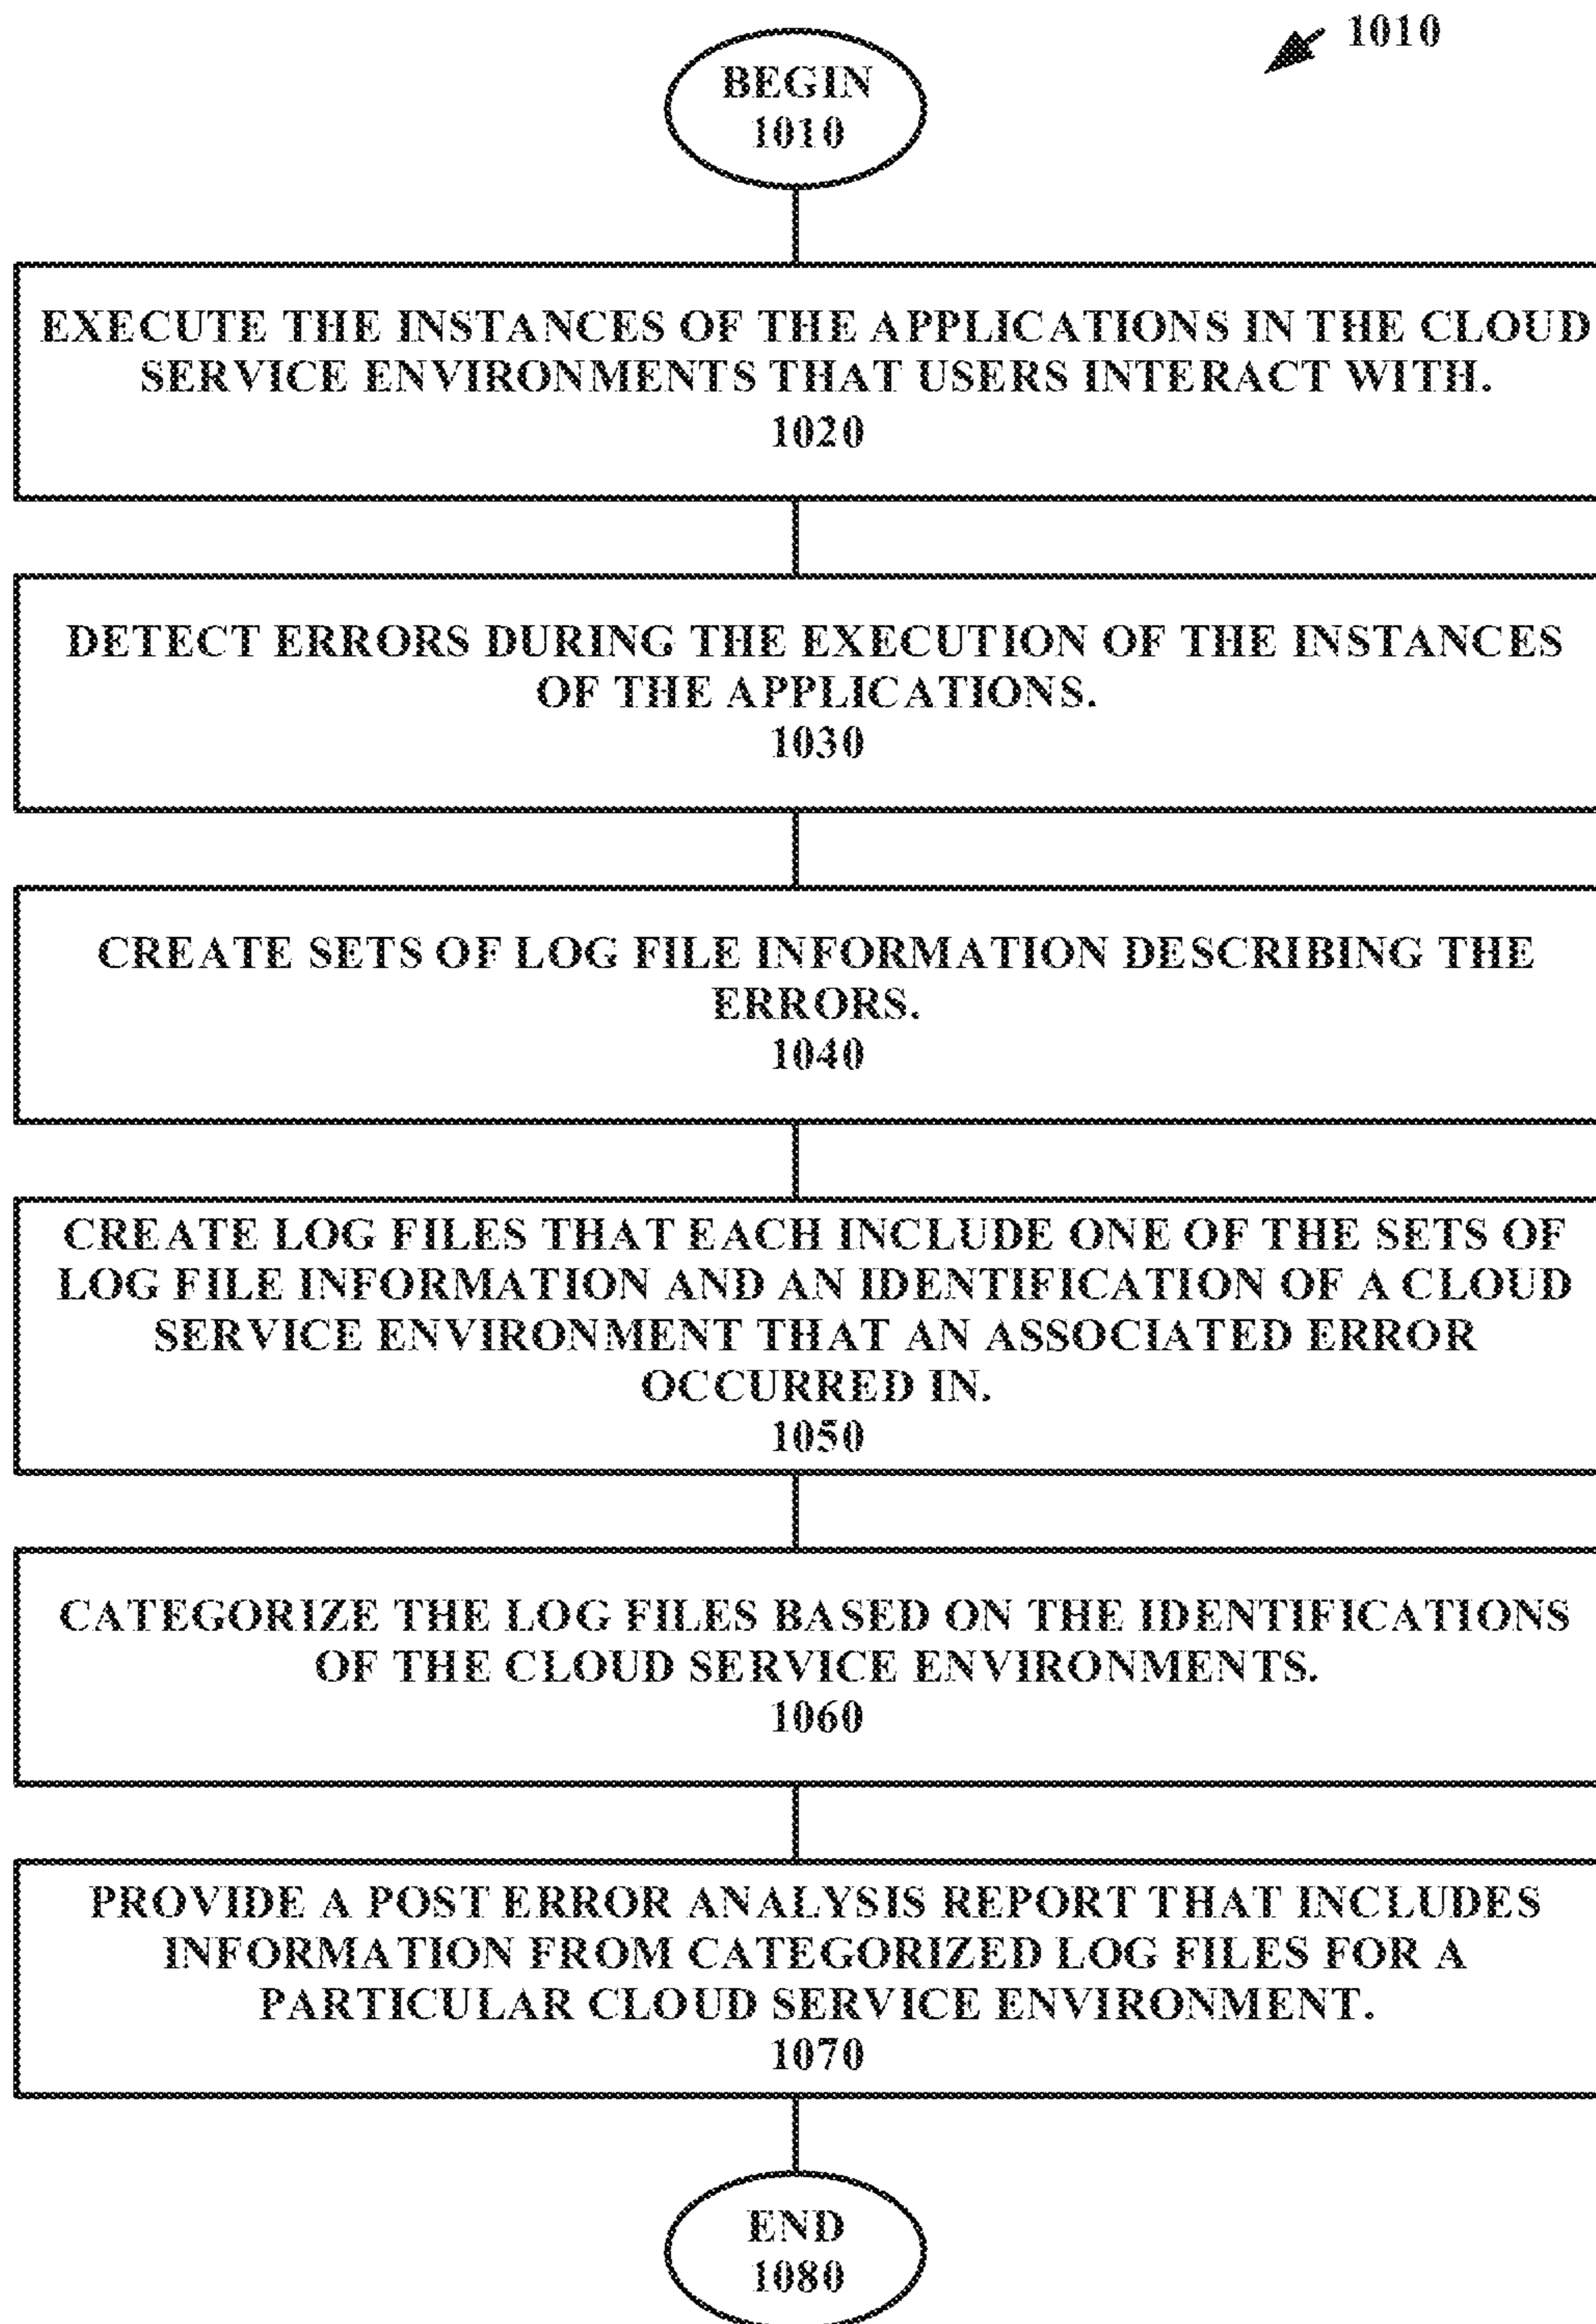 1010
BEGIN
1010
EXECUTE THE INSTANCES OF THE APPLICATIONS IN THE CLOUD
SERVICE ENVIRONMENTS THAT USERS INTERACT WITH.
1020
DETECT ERRORS DURING THE EXECUTION OF THE INSTANCES
OF THE APPLICATIONS.
1030
CREATE SETS OF LOG FILE INFORMATION DESCRIBING THE
ERRORS.
1040
CREATE LOG FILES THAT EACH INCLUDE ONE OF THE SETS OF
LOG FILE INFORMATION AND AN IDENTIFICATION OF A CLOUD
SERVICE ENVIRONMENT THAT AN ASSOCIATED ERROR
OCCURRED IN.
1050
CATEGORIZE THE LOG FILES BASED ON THE IDENTIFICATIONS
OF THE CLOUD SERVICE ENVIRONMENTS.
1060
PROVIDE A POST ERROR ANALYSIS REPORT THAT INCLUDES
INFORMATION FROM CATEGORIZED LOG FILES FOR A
PARTICULAR CLOUD SERVICE ENVIRONMENT.
1070
END
1080